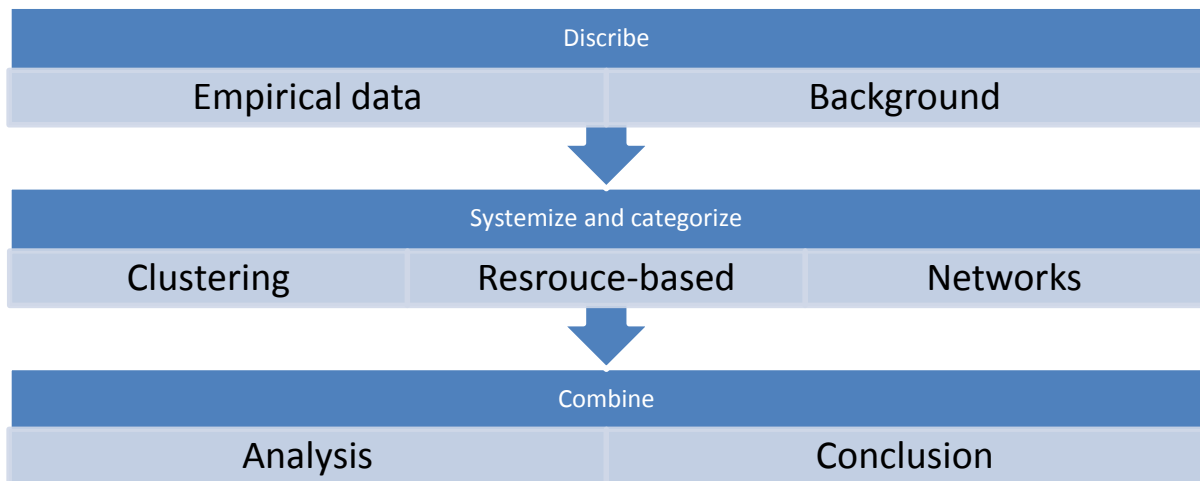 Discribe
Empirical data Background
Systemize and categorize
Clustering Resrouce-based Networks
Combine
Analysis Conclusion